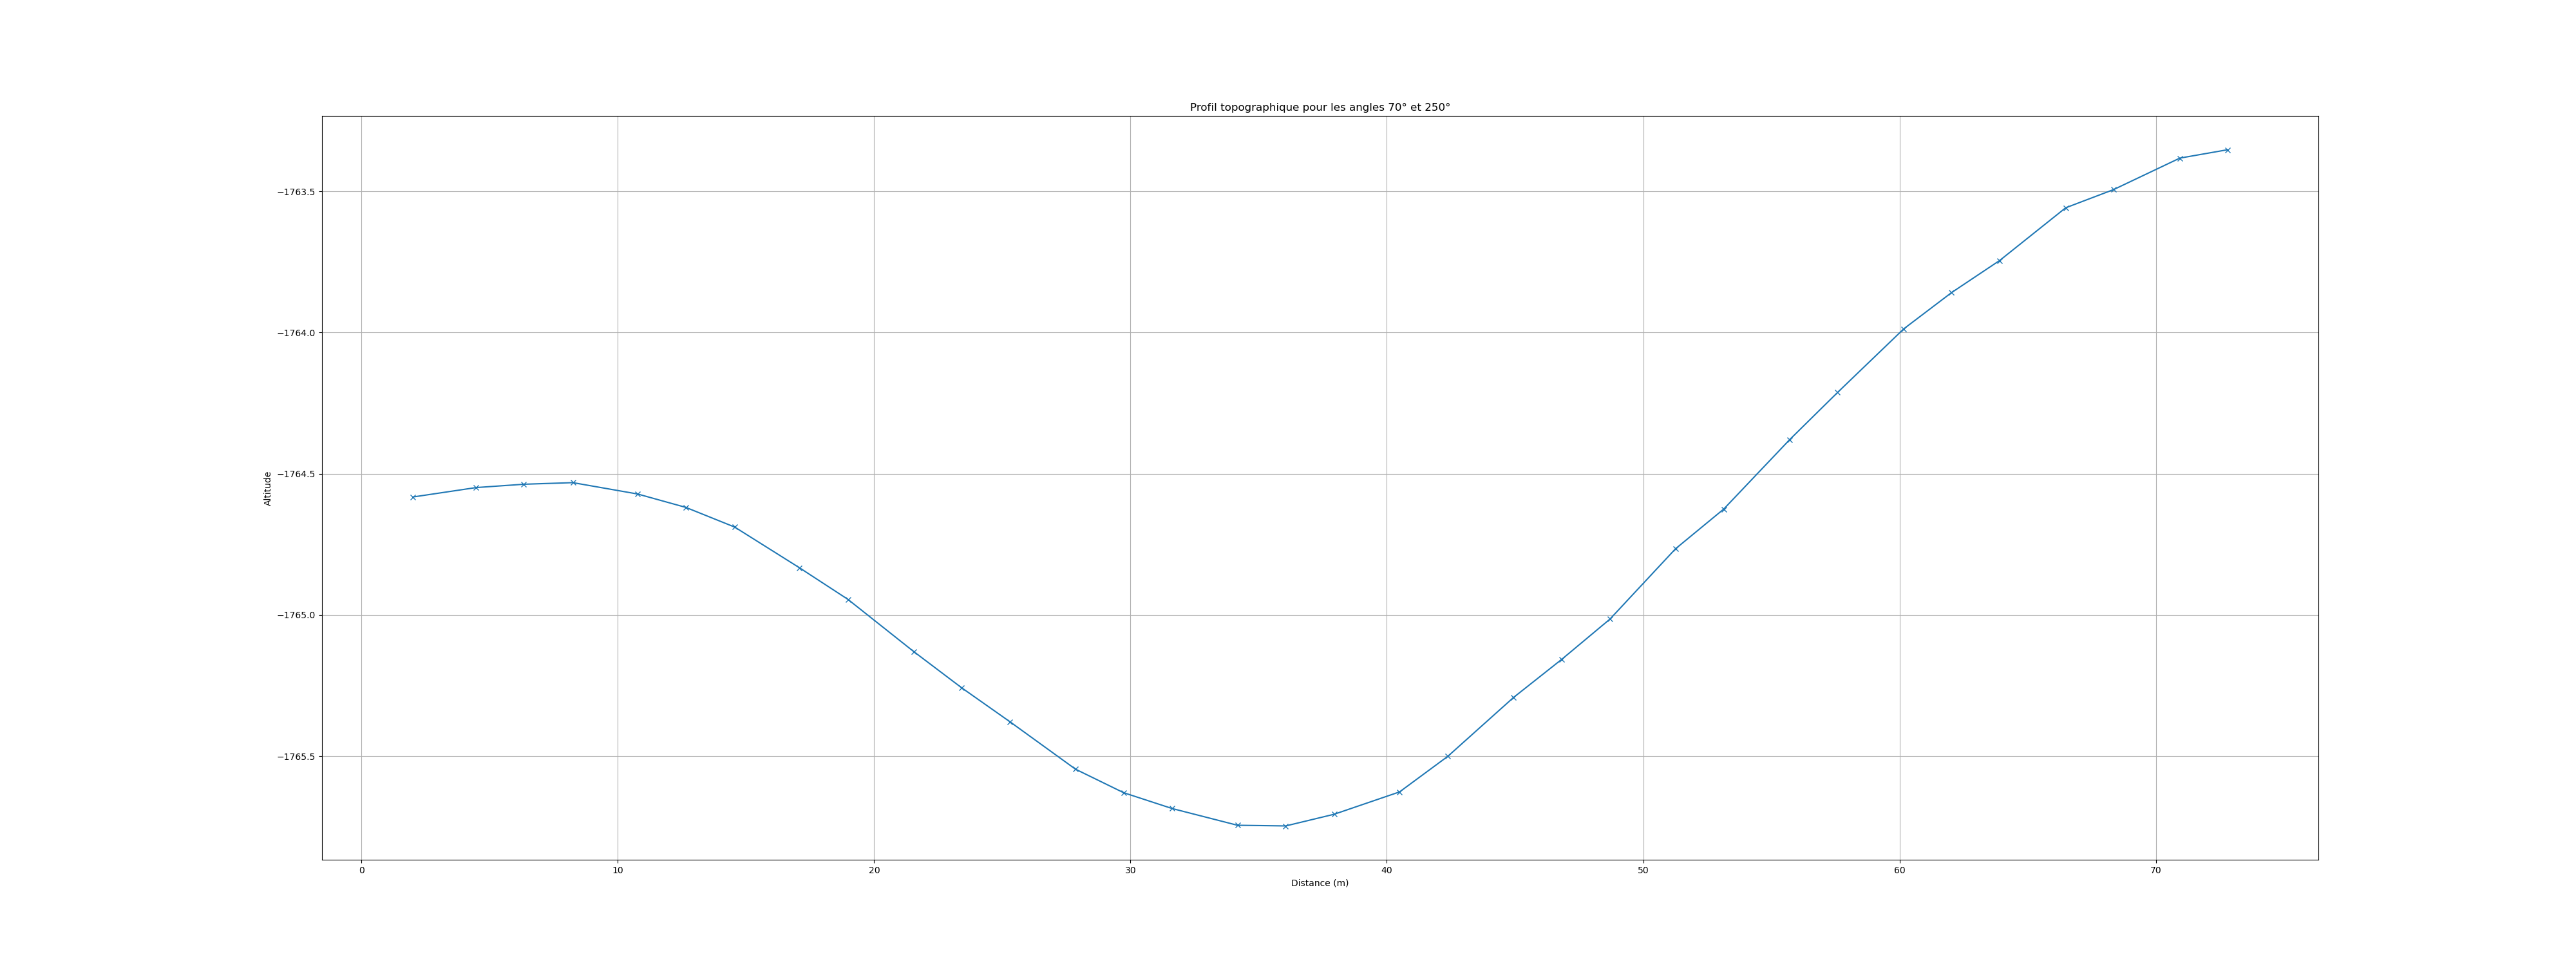 Profil topographique pour les angles 70° et 250°
Altitude
−1763.5
−1764.0
−1764.5
−1765.0
−1765.5
0 10 20 30 40 50 60 70
Distance (m)